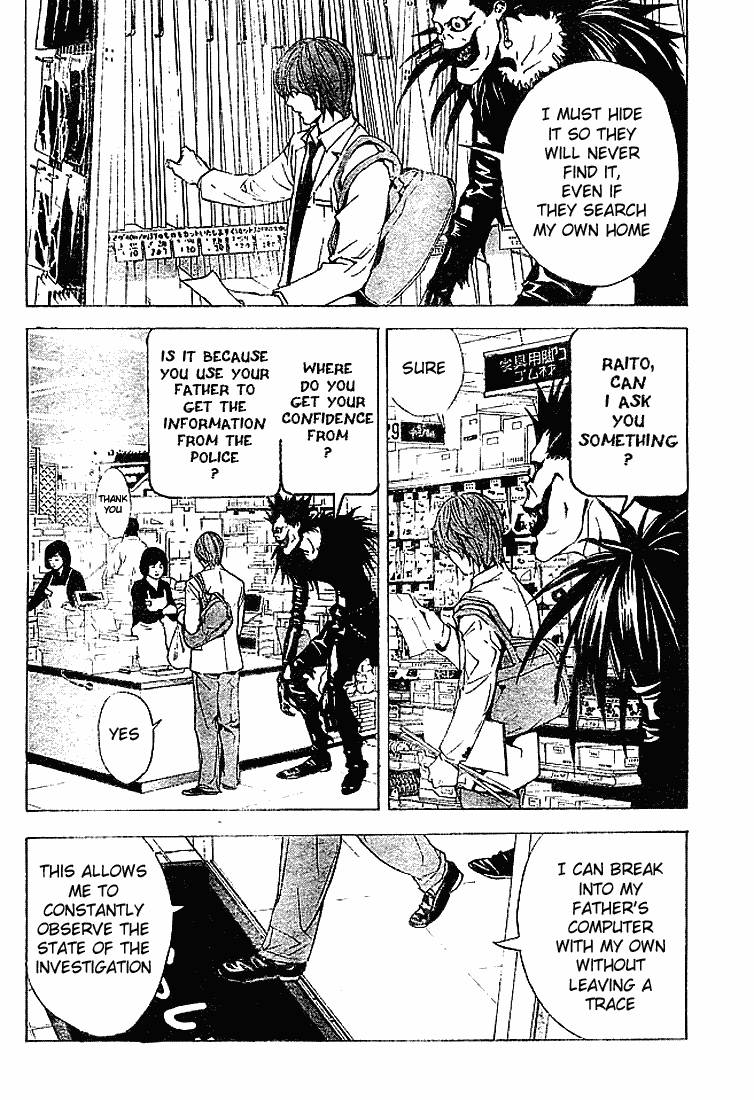 I MUST HIDE
IT SO THEY
WILL NEVER
FIND IT,
EVEN IF
THEY SEARCH
MY OWN HOME
RAITO,
CAN
I ASK
YOU
SOMETHING
?
SURE
WHERE
DO YOU
GET YOUR
CONFIDENCE
FROM
?
IS IT BECAUSE
YOU USE YOUR
FATHER TO
GET THE
INFORMATION
FROM THE
POLICE
?
THANK
YOU
YES
I CAN BREAK
INTO MY
FATHER'S
COMPUTER
WITH MY OWN
WITHOUT
LEAVING A
TRACE
THIS ALLOWS
ME TO
CONSTANTLY
OBSERVE THE
STATE OF THE
INVESTIGATION